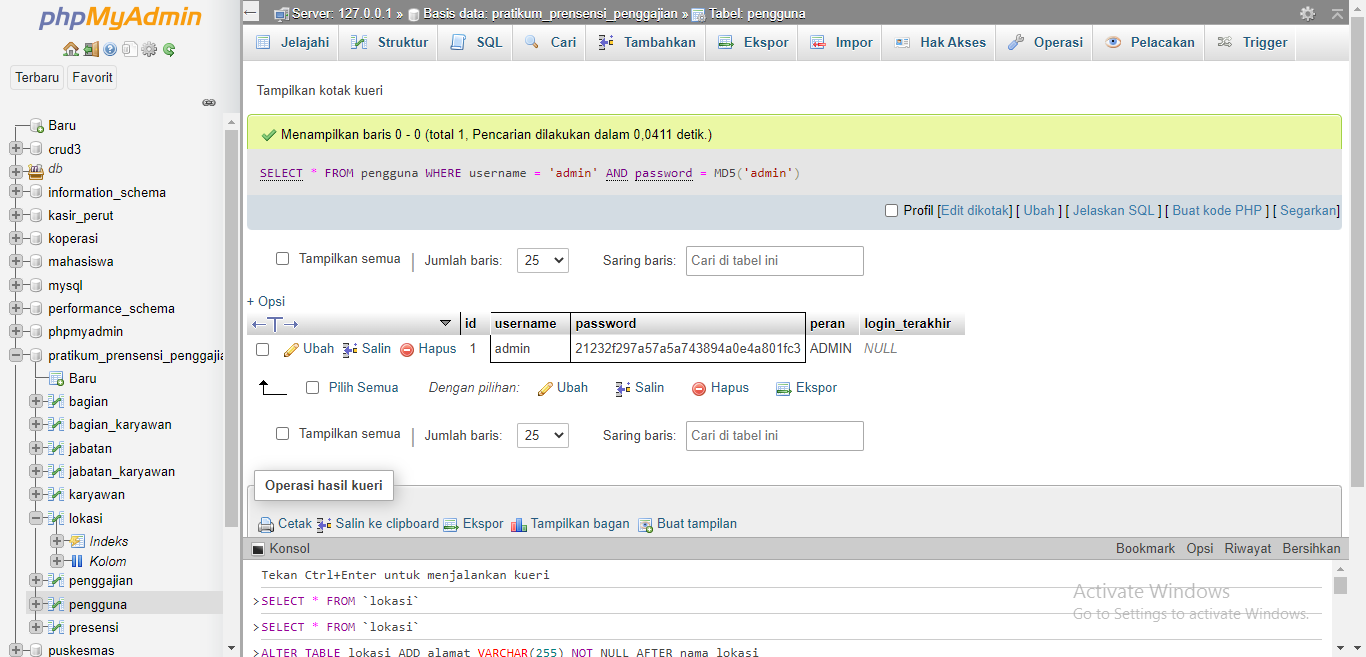 phpMyAdmin
Terbaru Favorit
Baru
crud3
db
information_schema
kasir_perut
koperasi
mahasiswa
mysql
performance_schema
phpmyadmin
pratikum_prensensi_penggajia
Baru
bagian
bagian_karyawan
jabatan
jabatan_karyawan
karyawan
lokasi
Indeks
Kolom
penggajian
pengguna
presensi
puskesmas
Server: 127.0.0.1 » Basis data: pratikum_prensensi_penggajian » Tabel: pengguna
Jelajahi Struktur SQL Cari Tambahkan Ekspor Impor Hak Akses Operasi Pelacakan Trigger
Tampilkan kotak kueri
Menampilkan baris 0 - 0 (total 1, Pencarian dilakukan dalam 0,0411 detik.)
SELECT * FROM pengguna WHERE username = 'admin' AND password = MD5('admin')
Profil [Edit dikotak] [ Ubah ] [ Jelaskan SQL ] [ Buat kode PHP ] [ Segarkan]
Tampilkan semua | Jumlah baris: 25 Saring baris: Cari di tabel ini
+ Opsi
←T→ id username password peran login_terakhir
Ubah Salin Hapus 1 admin 21232f297a57a5a743894a0e4a801fc3 ADMIN NULL
Pilih Semua Dengan pilihan: Ubah Salin Hapus Ekspor
Tampilkan semua | Jumlah baris: 25 Saring baris: Cari di tabel ini
Operasi hasil kueri
Cetak Salin ke clipboard Ekspor Tampilkan bagan Buat tampilan
Konsol Bookmark Opsi Riwayat Bersihkan
Tekan Ctrl+Enter untuk menjalankan kueri
>SELECT * FROM `lokasi`
>SELECT * FROM `lokasi`
>ALTER TABLE lokasi ADD alamat VARCHAR(255) NOT NULL AFTER nama_lokasi
Activate Windows
Go to Settings to activate Windows.